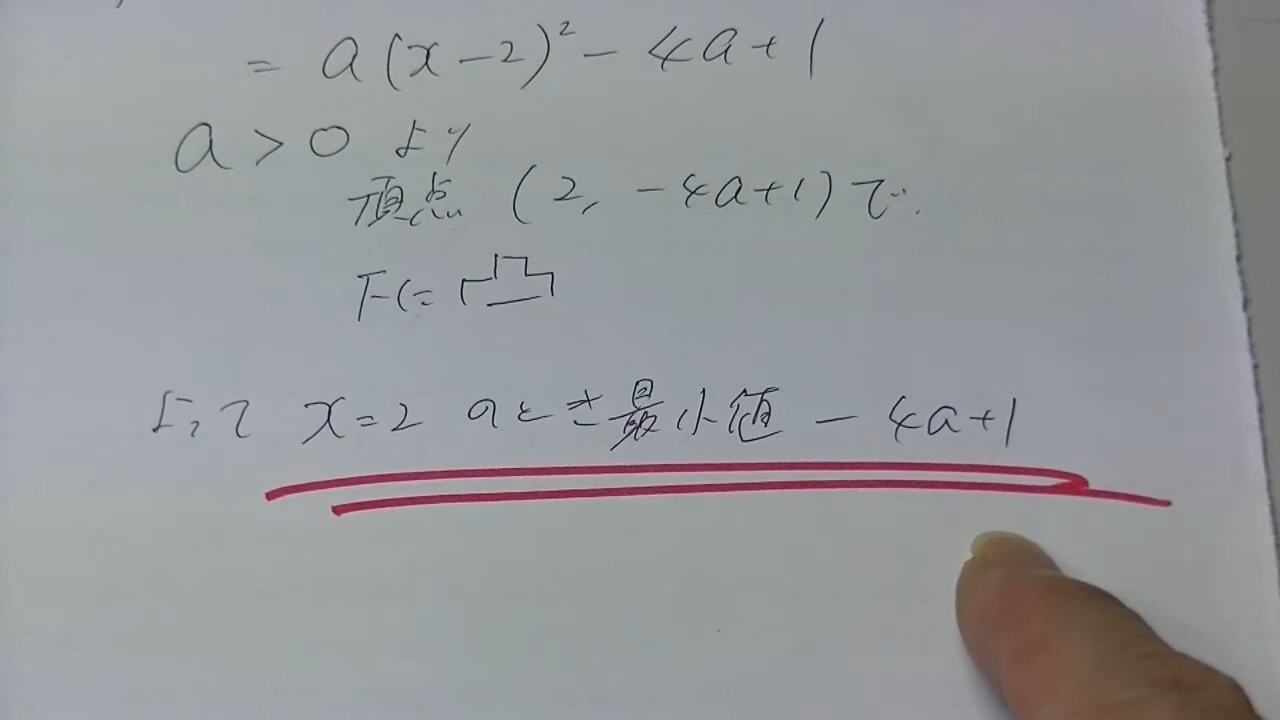 = a(x-2)² - 4a+1
a > 0 より
頂点 (2, -4a+1) で.
下に凸
よって x=2 のとき最小値 - 4a+1